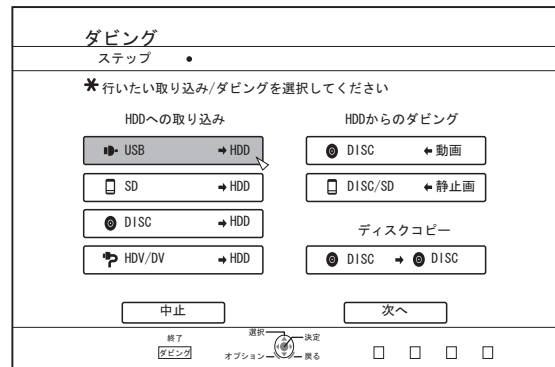 ダビング
ステップ ●
*行いたい取り込み/ダビングを選択してください
HDDへの取り込み
USB ➡HDD
SD ➡HDD
DISC ➡HDD
HDV/DV ➡HDD
HDDからのダビング
DISC ⬅動画
DISC/SD ⬅静止画
ディスクコピー
DISC ➡ DISC
中止
次へ
終了
ダビング
選択
決定
オプション
戻る